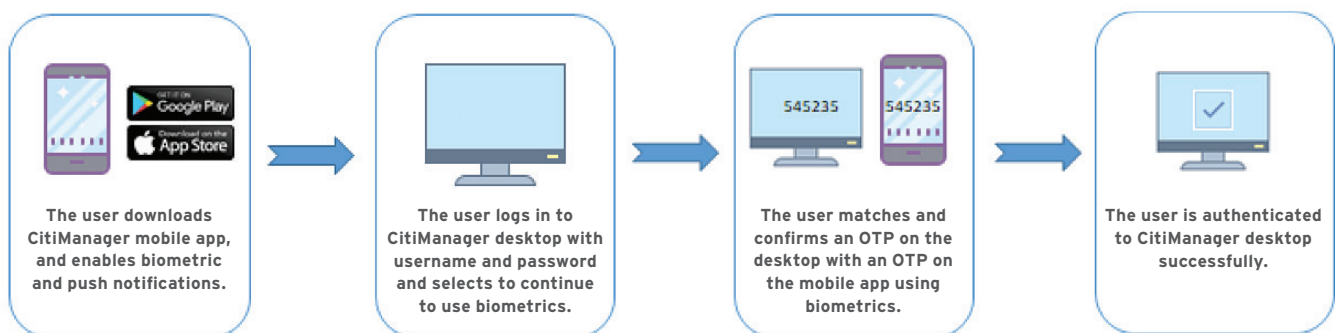 GET IT ON
Google Play
Download on the
App Store
The user downloads
CitiManager mobile app,
and enables biometric
and push notifications.
The user logs in to
CitiManager desktop with
username and password
and selects to continue
to use biometrics.
545235
545235
The user matches and
confirms an OTP on the
desktop with an OTP on
the mobile app using
biometrics.
The user is authenticated
to CitiManager desktop
successfully.